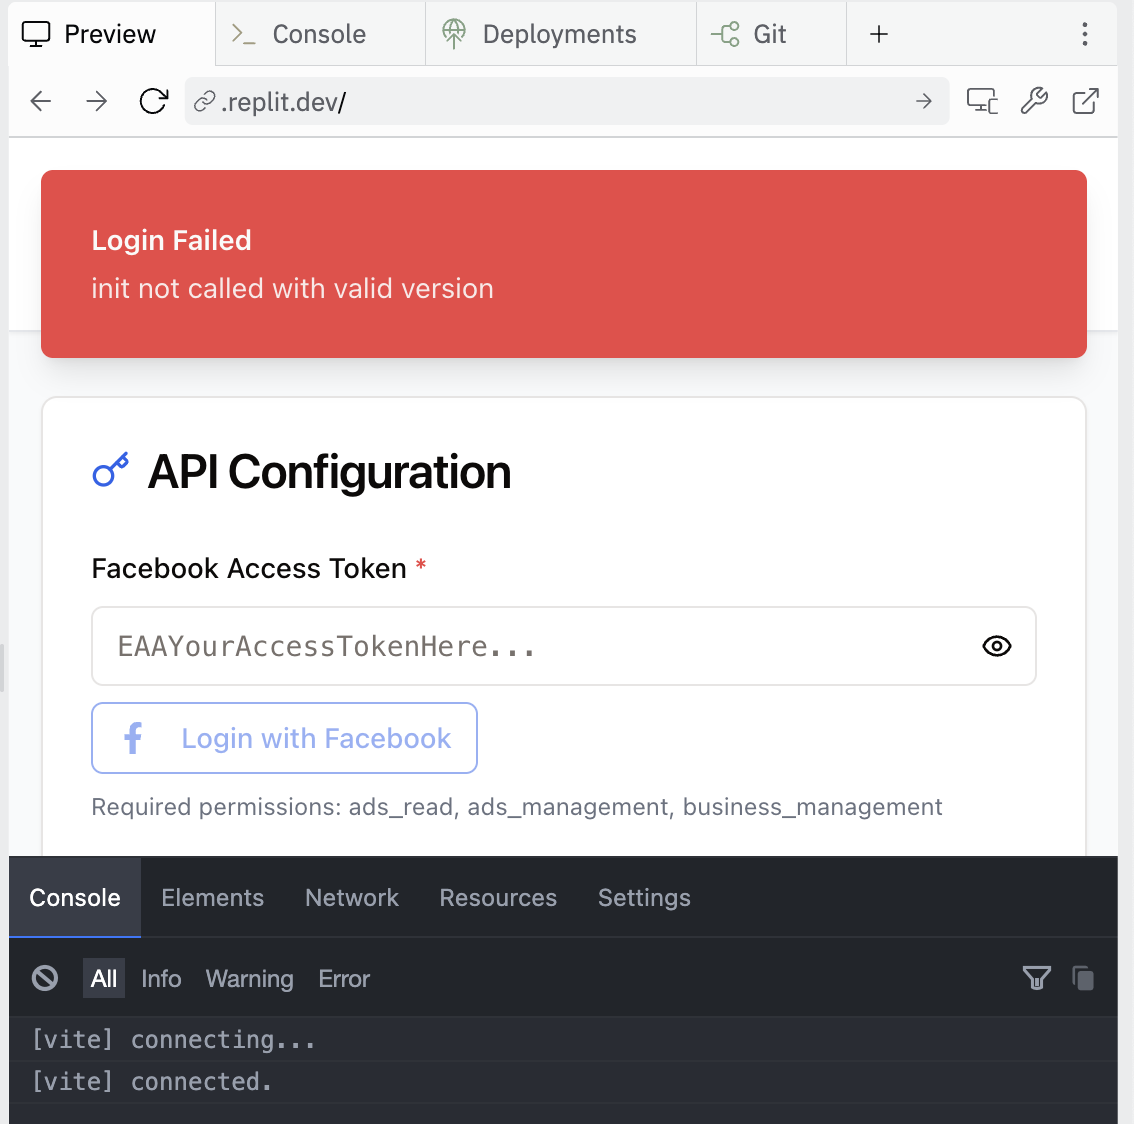 Preview
Console
Deployments
Git
.replit.dev/
Login Failed
init not called with valid version
API Configuration
Facebook Access Token *
EAAYourAccessTokenHere...
Login with Facebook
Required permissions: ads_read, ads_management, business_management
Console Elements Network Resources Settings
All Info Warning Error
[vite] connecting...
[vite] connected.